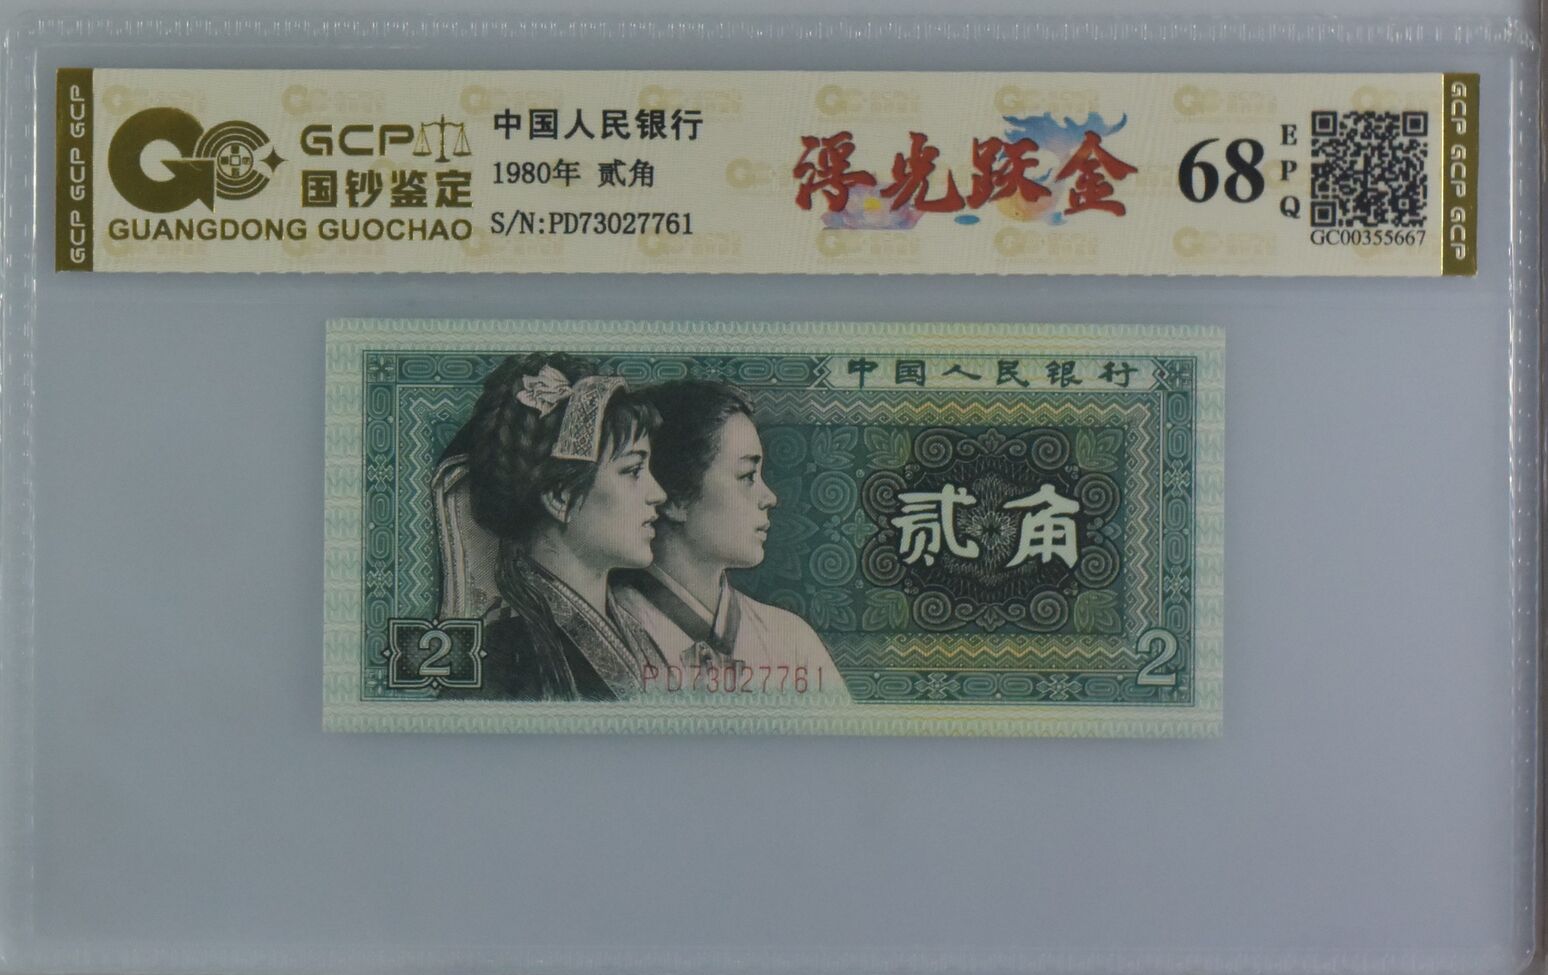 GCP GCP GCP
GCP
国钞鉴定
GUANGDONG GUOCHAO
中国人民银行
1980年 贰角
S/N:PD73027761
浮光跃金
68
EPQ
GC00355667
GCP GCP GCP
中国人民银行
贰角
2
2
PD73027761